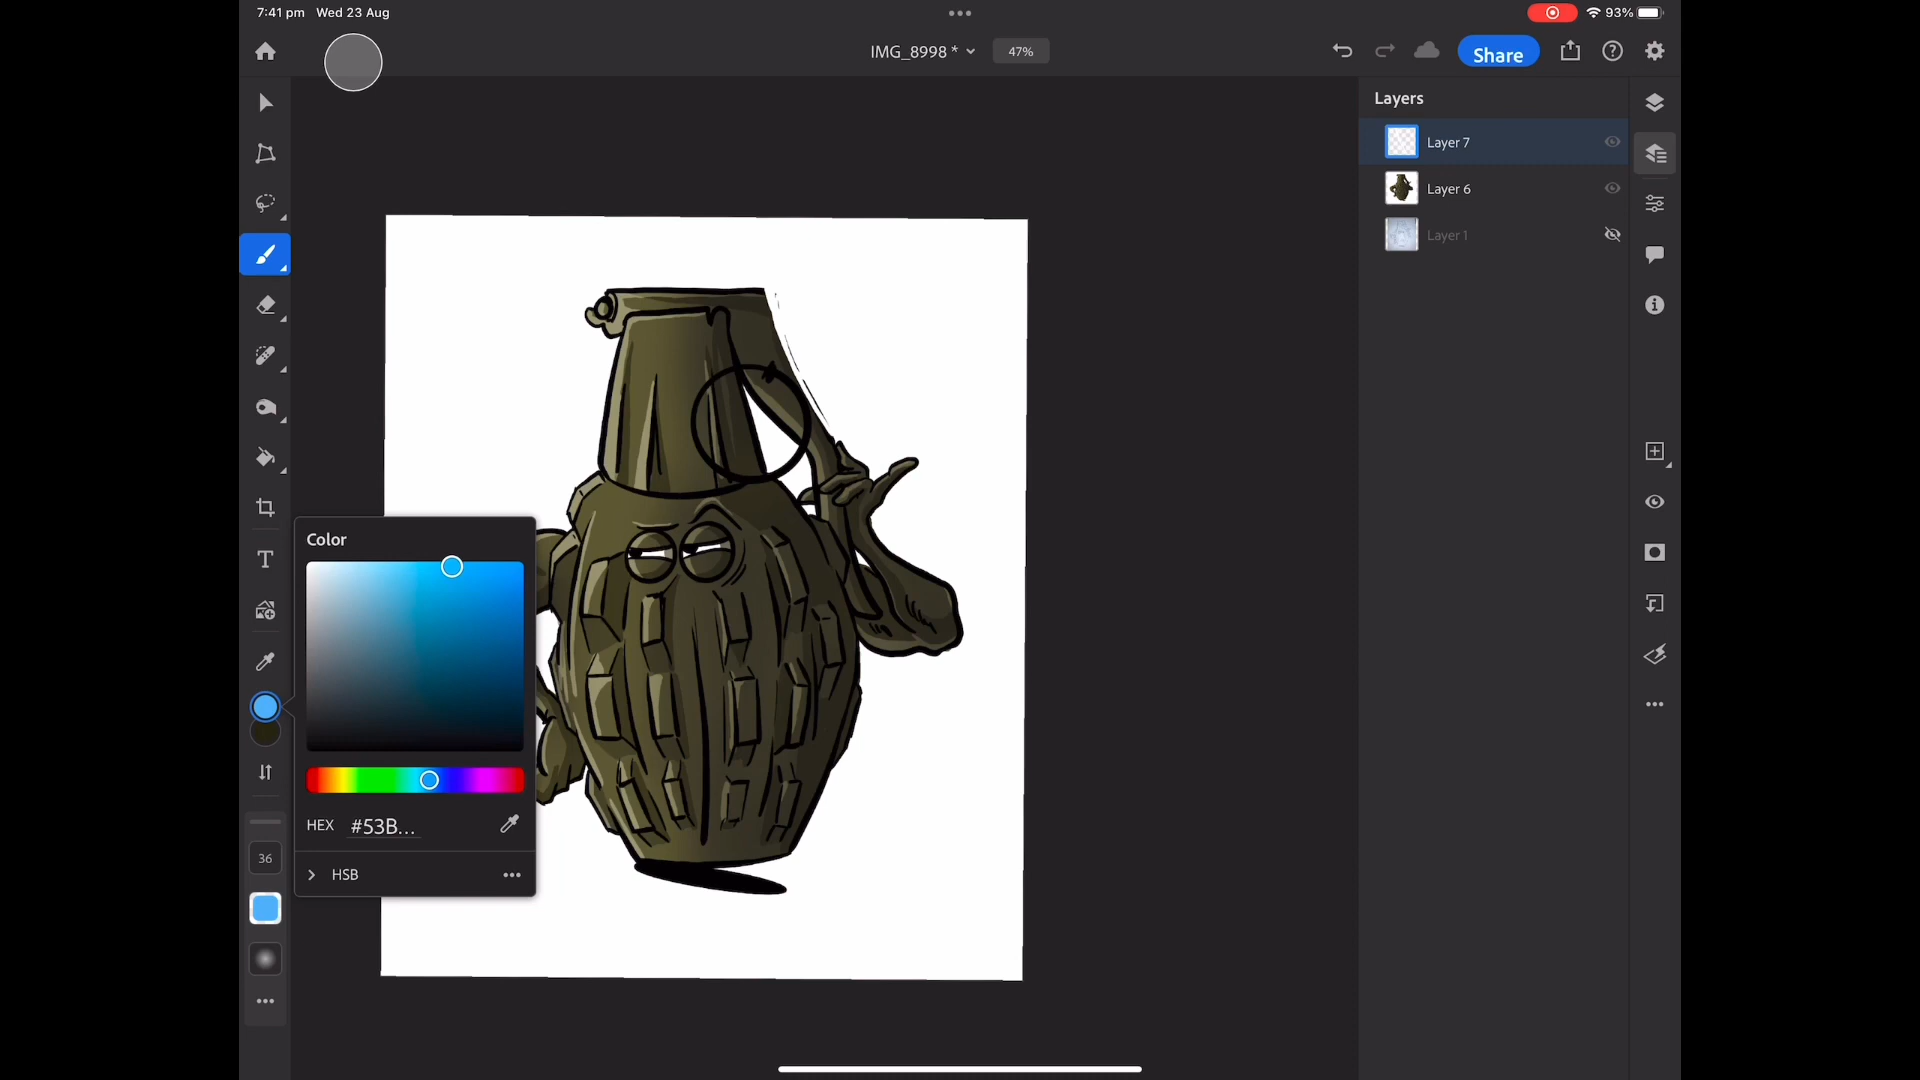 7:41 pm Wed 23 Aug
93%
IMG_8998 *
47%
Share
Layers
Layer 7
Layer 6
Layer 1
Color
HEX #53B...
HSB
T
36